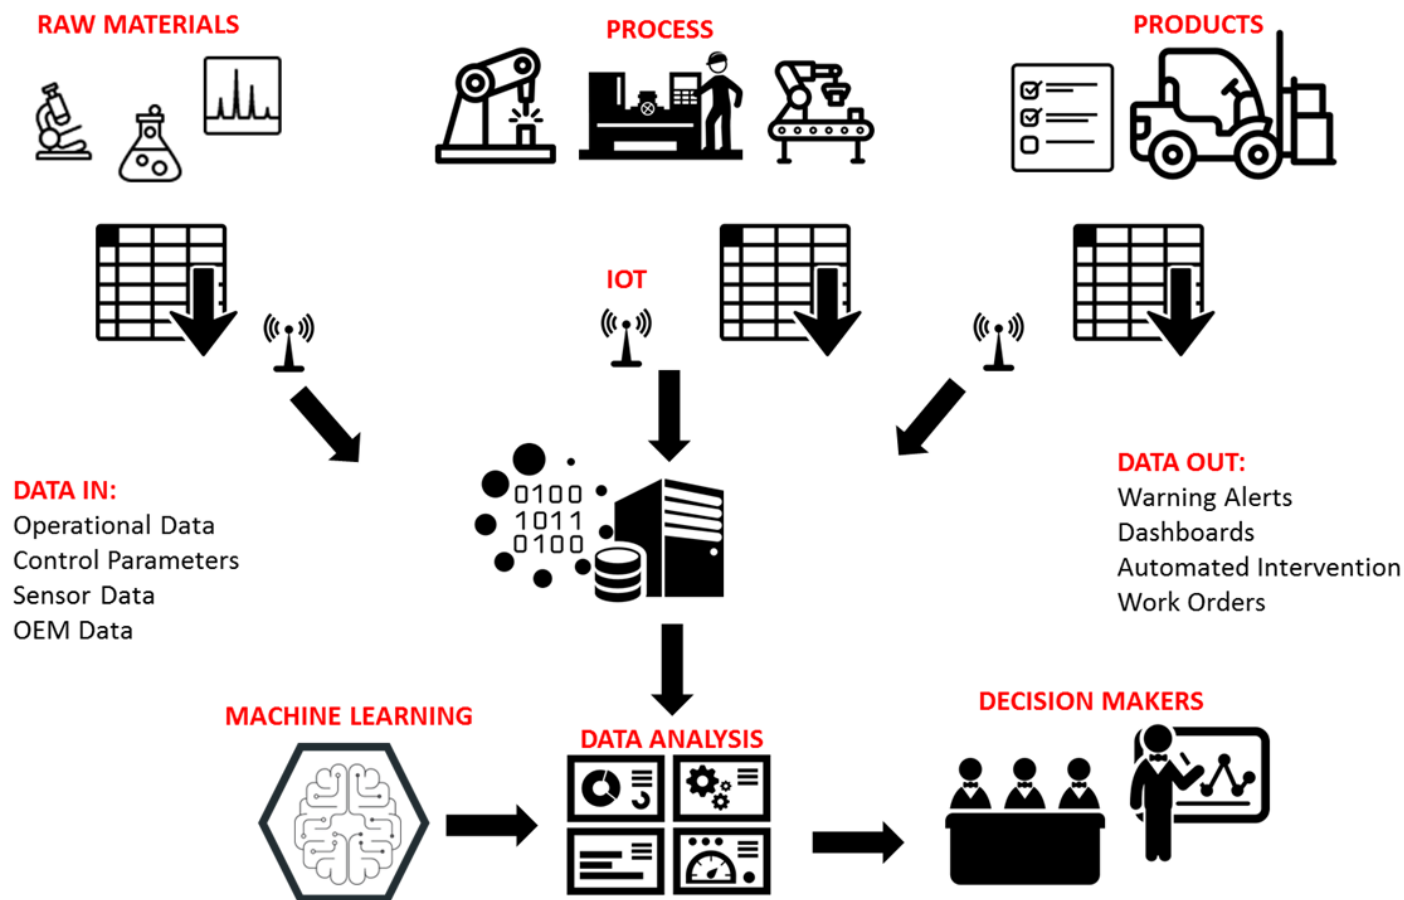 RAW MATERIALS
PROCESS
PRODUCTS
IOT
DATA IN:
Operational Data
Control Parameters
Sensor Data
OEM Data
0100
1011
0100
DATA OUT:
Warning Alerts
Dashboards
Automated Intervention
Work Orders
MACHINE LEARNING
DATA ANALYSIS
DECISION MAKERS